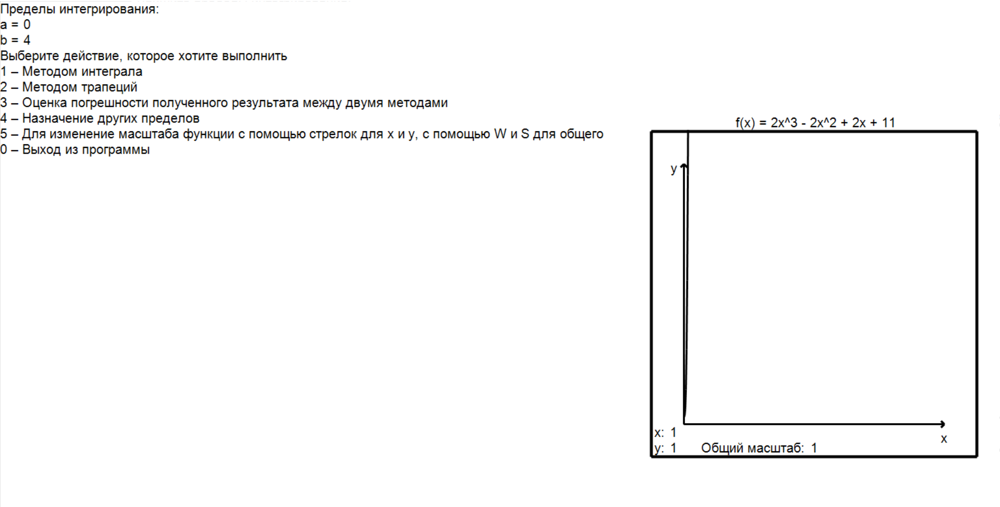 Пределы интегрирования:
a = 0
b = 4
Выберите действие, которое хотите выполнить
1 – Методом интеграла
2 – Методом трапеций
3 – Оценка погрешности полученного результата между двумя методами
4 – Назначение других пределов
5 – Для изменение масштаба функции с помощью стрелок для x и y, с помощью W и S для общего
0 – Выход из программы
f(x) = 2x^3 - 2x^2 + 2x + 11
y
x: 1
x
y: 1 Общий масштаб: 1